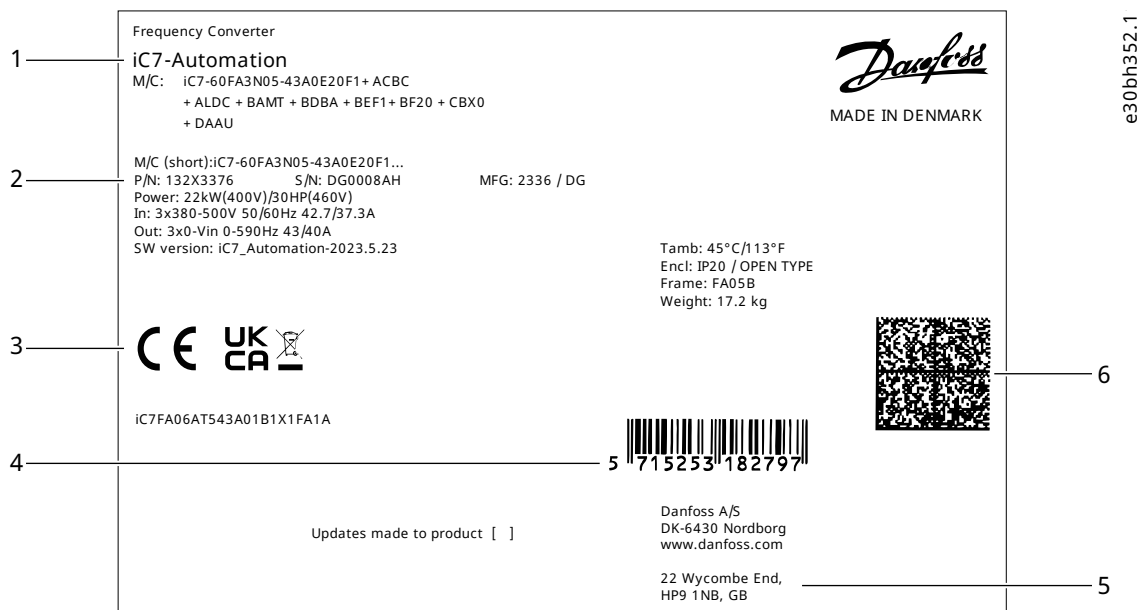 Frequency Converter
1
iC7-Automation
M/C: iC7-60FA3N05-43A0E20F1+ ACBC
+ ALDC + BAMT + BDBA + BEF1+ BF20 + CBX0
+ DAAU
Danfoss
MADE IN DENMARK
e30bh352.1
M/C (short):iC7-60FA3N05-43A0E20F1...
2
P/N: 132X3376 S/N: DG0008AH MFG: 2336 / DG
Power: 22kW(400V)/30HP(460V)
In: 3x380-500V 50/60Hz 42.7/37.3A
Out: 3x0-Vin 0-590Hz 43/40A
SW version: iC7_Automation-2023.5.23
Tamb: 45°C/113°F
Encl: IP20 / OPEN TYPE
Frame: FA05B
Weight: 17.2 kg
3
CE UK
CA
6
iC7FA06AT543A01B1X1FA1A
4
5 715253 182797
Updates made to product [ ]
Danfoss A/S
DK-6430 Nordborg
www.danfoss.com
22 Wycombe End,
HP9 1NB, GB
5